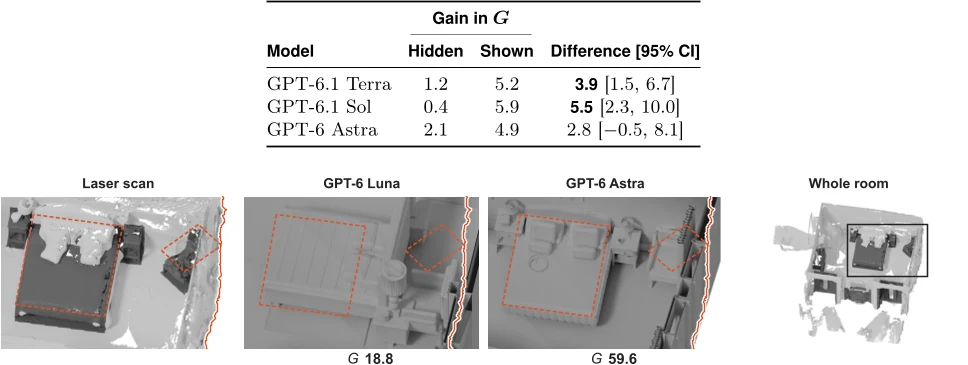 Gain in G
Model Hidden Shown Difference [95% CI]
GPT-6.1 Terra 1.2 5.2 3.9 [1.5, 6.7]
GPT-6.1 Sol 0.4 5.9 5.5 [2.3, 10.0]
GPT-6 Astra 2.1 4.9 2.8 [−0.5, 8.1]
Laser scan GPT-6 Luna GPT-6 Astra Whole room
G 18.8 G 59.6